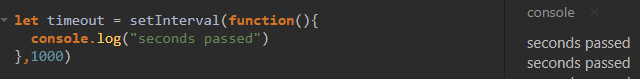 let timeout = setInterval(function(){
console.log("seconds passed")
},1000)
console
seconds passed
seconds passed